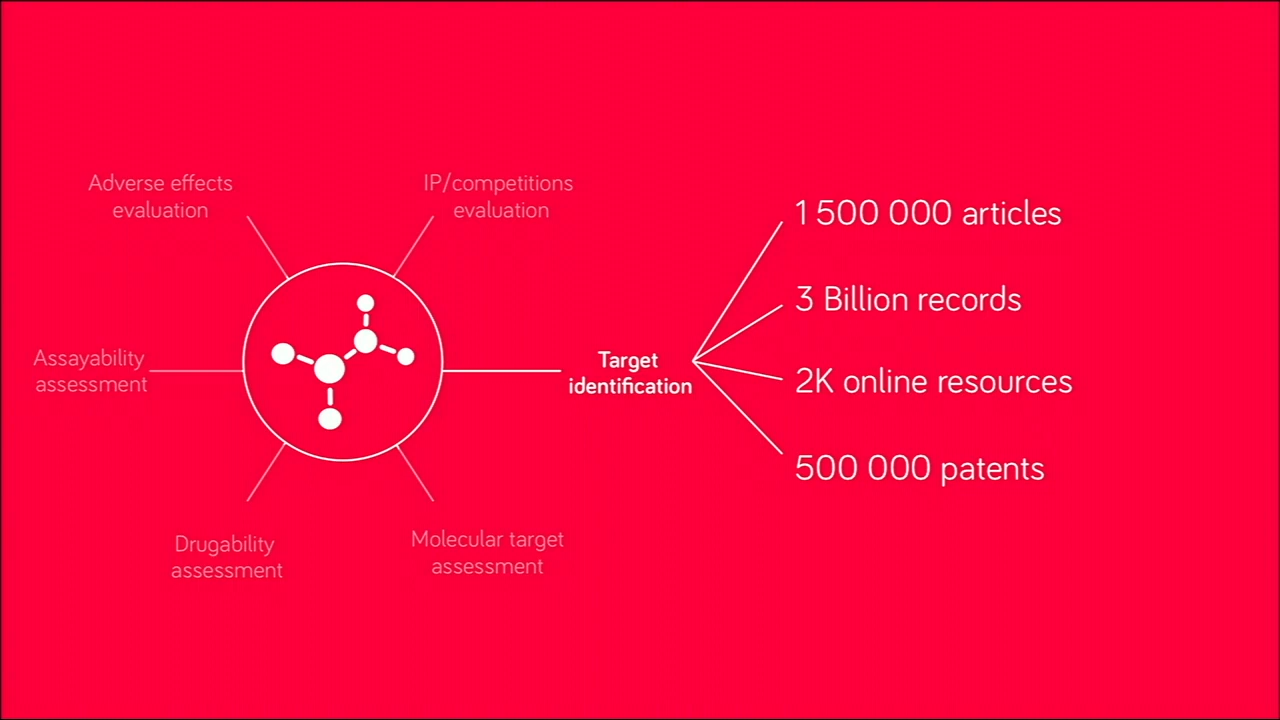 Adverse effects
evaluation
IP/competitions
evaluation
Assayability
assessment
Target
identification
Drugability
assessment
Molecular target
assessment
1 500 000 articles
3 Billion records
2K online resources
500 000 patents